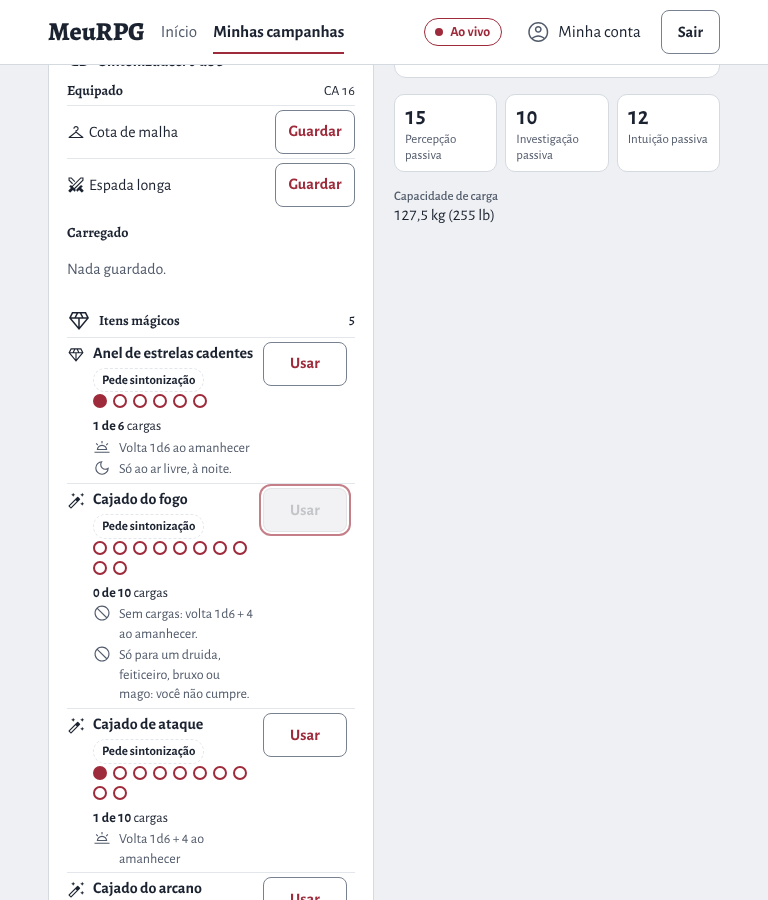 MeuRPG
Início
Minhas campanhas
Ao vivo
Minha conta
Sair
Equipado
CA 16
Cota de malha
Guardar
Espada longa
Guardar
Carregado
Nada guardado.
Itens mágicos
5
Anel de estrelas cadentes
Usar
Pede sintonização
1 de 6 cargas
Volta 1d6 ao amanhecer
Só ao ar livre, à noite.
Cajado do fogo
Usar
Pede sintonização
0 de 10 cargas
Sem cargas: volta 1d6 + 4
ao amanhecer.
Só para um druida,
feiticeiro, bruxo ou
mago: você não cumpre.
Cajado de ataque
Usar
Pede sintonização
1 de 10 cargas
Volta 1d6 + 4 ao
amanhecer
Cajado do arcano
Usar
15
Percepção
passiva
10
Investigação
passiva
12
Intuição passiva
Capacidade de carga
127,5 kg (255 lb)